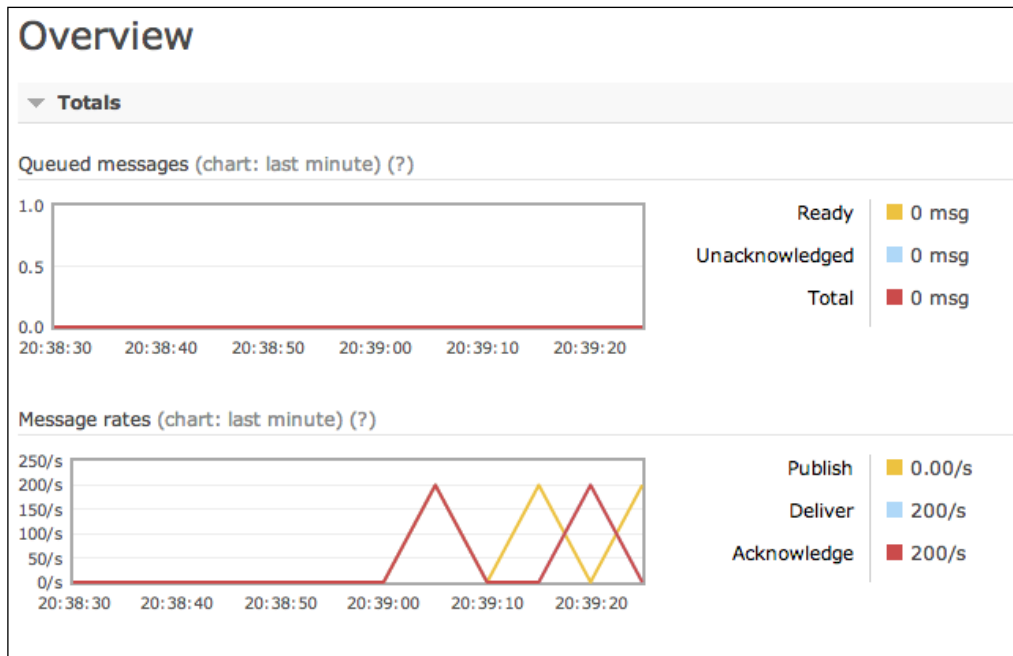 Overview
Totals
Queued messages (chart: last minute) (?)
1.0
Ready 0 msg
Unacknowledged 0 msg
0.5
Total 0 msg
0.0
20:38:30 20:38:40 20:38:50 20:39:00 20:39:10 20:39:20
Message rates (chart: last minute) (?)
250/s
Publish 0.00/s
200/s
150/s
Deliver 200/s
100/s
50/s
Acknowledge 200/s
0/s
20:38:30 20:38:40 20:38:50 20:39:00 20:39:10 20:39:20